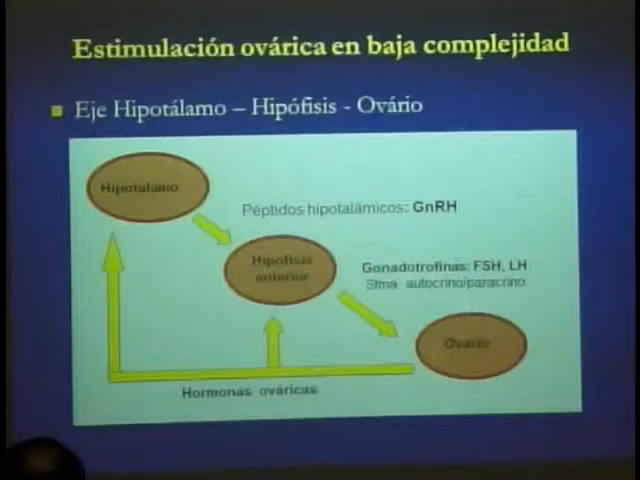 Estimulación ovárica en baja complejidad
Eje Hipotálamo – Hipófisis - Ovário
Hipotálamo
Péptidos hipotalámicos: GnRH
Hipófisis
anterior
Gonadotrofinas: FSH, LH
Stma autocrino/paracrino
Ovario
Hormonas ováricas